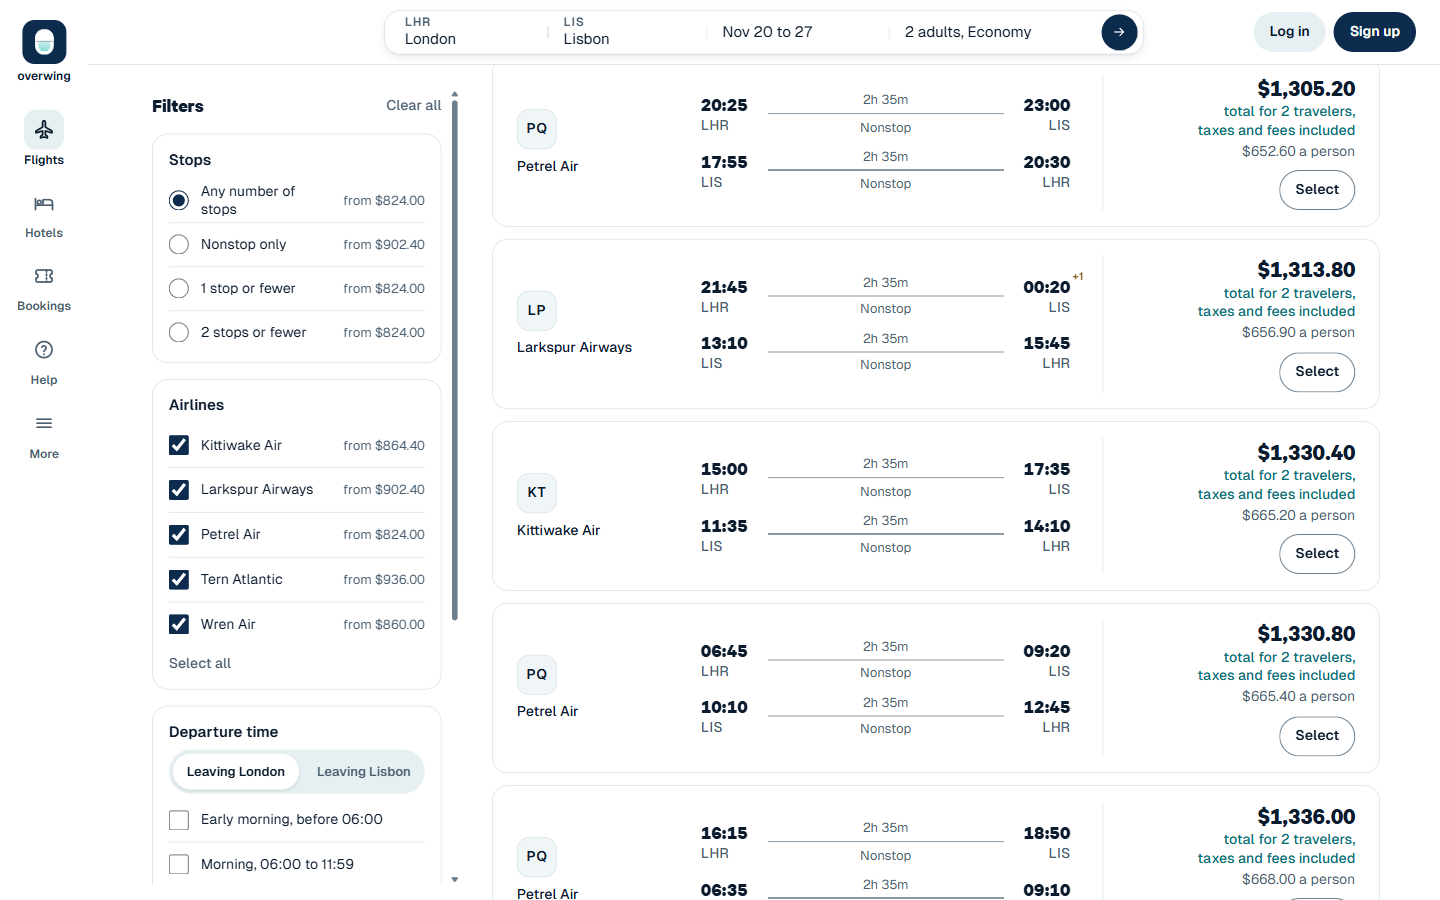 overwing
Flights
Hotels
Bookings
Help
More
LHR
London
LIS
Lisbon
Nov 20 to 27
2 adults, Economy
Log in
Sign up
Filters
Clear all
Stops
Any number of stops
from $824.00
Nonstop only
from $902.40
1 stop or fewer
from $824.00
2 stops or fewer
from $824.00
Airlines
Kittiwake Air
from $864.40
Larkspur Airways
from $902.40
Petrel Air
from $824.00
Tern Atlantic
from $936.00
Wren Air
from $860.00
Select all
Departure time
Leaving London
Leaving Lisbon
Early morning, before 06:00
Morning, 06:00 to 11:59
PQ
Petrel Air
20:25
LHR
2h 35m
Nonstop
23:00
LIS
17:55
LIS
2h 35m
Nonstop
20:30
LHR
$1,305.20
total for 2 travelers,
taxes and fees included
$652.60 a person
Select
LP
Larkspur Airways
21:45
LHR
2h 35m
Nonstop
00:20 +1
LIS
13:10
LIS
2h 35m
Nonstop
15:45
LHR
$1,313.80
total for 2 travelers,
taxes and fees included
$656.90 a person
Select
KT
Kittiwake Air
15:00
LHR
2h 35m
Nonstop
17:35
LIS
11:35
LIS
2h 35m
Nonstop
14:10
LHR
$1,330.40
total for 2 travelers,
taxes and fees included
$665.20 a person
Select
PQ
Petrel Air
06:45
LHR
2h 35m
Nonstop
09:20
LIS
10:10
LIS
2h 35m
Nonstop
12:45
LHR
$1,330.80
total for 2 travelers,
taxes and fees included
$665.40 a person
Select
PQ
Petrel Air
16:15
LHR
2h 35m
Nonstop
18:50
LIS
06:35
2h 35m
09:10
$1,336.00
total for 2 travelers,
taxes and fees included
$668.00 a person